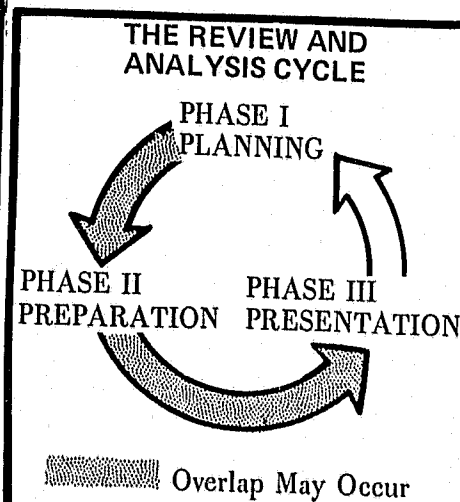 THE REVIEW AND
ANALYSIS CYCLE
PHASE I
PLANNING
PHASE II
PREPARATION
PHASE III
PRESENTATION
Overlap May Occur